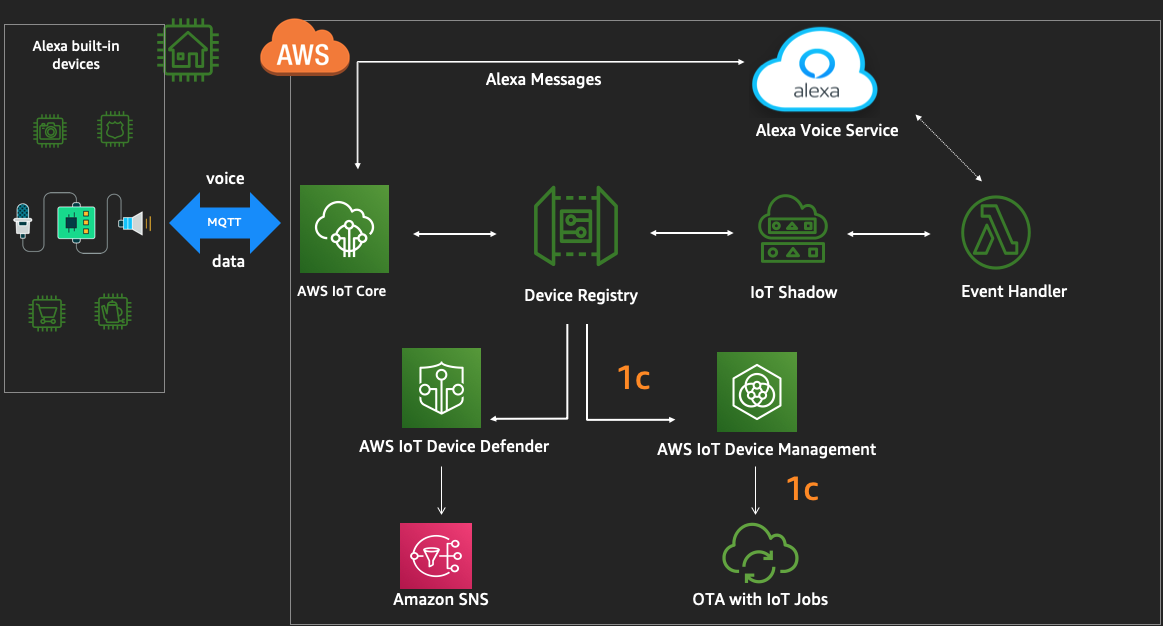 Alexa built-in
devices
AWS
Alexa Messages
alexa
Alexa Voice Service
voice
MQTT
data
AWS IoT Core
Device Registry
IoT Shadow
Event Handler
1c
AWS IoT Device Defender
AWS IoT Device Management
1c
Amazon SNS
OTA with IoT Jobs